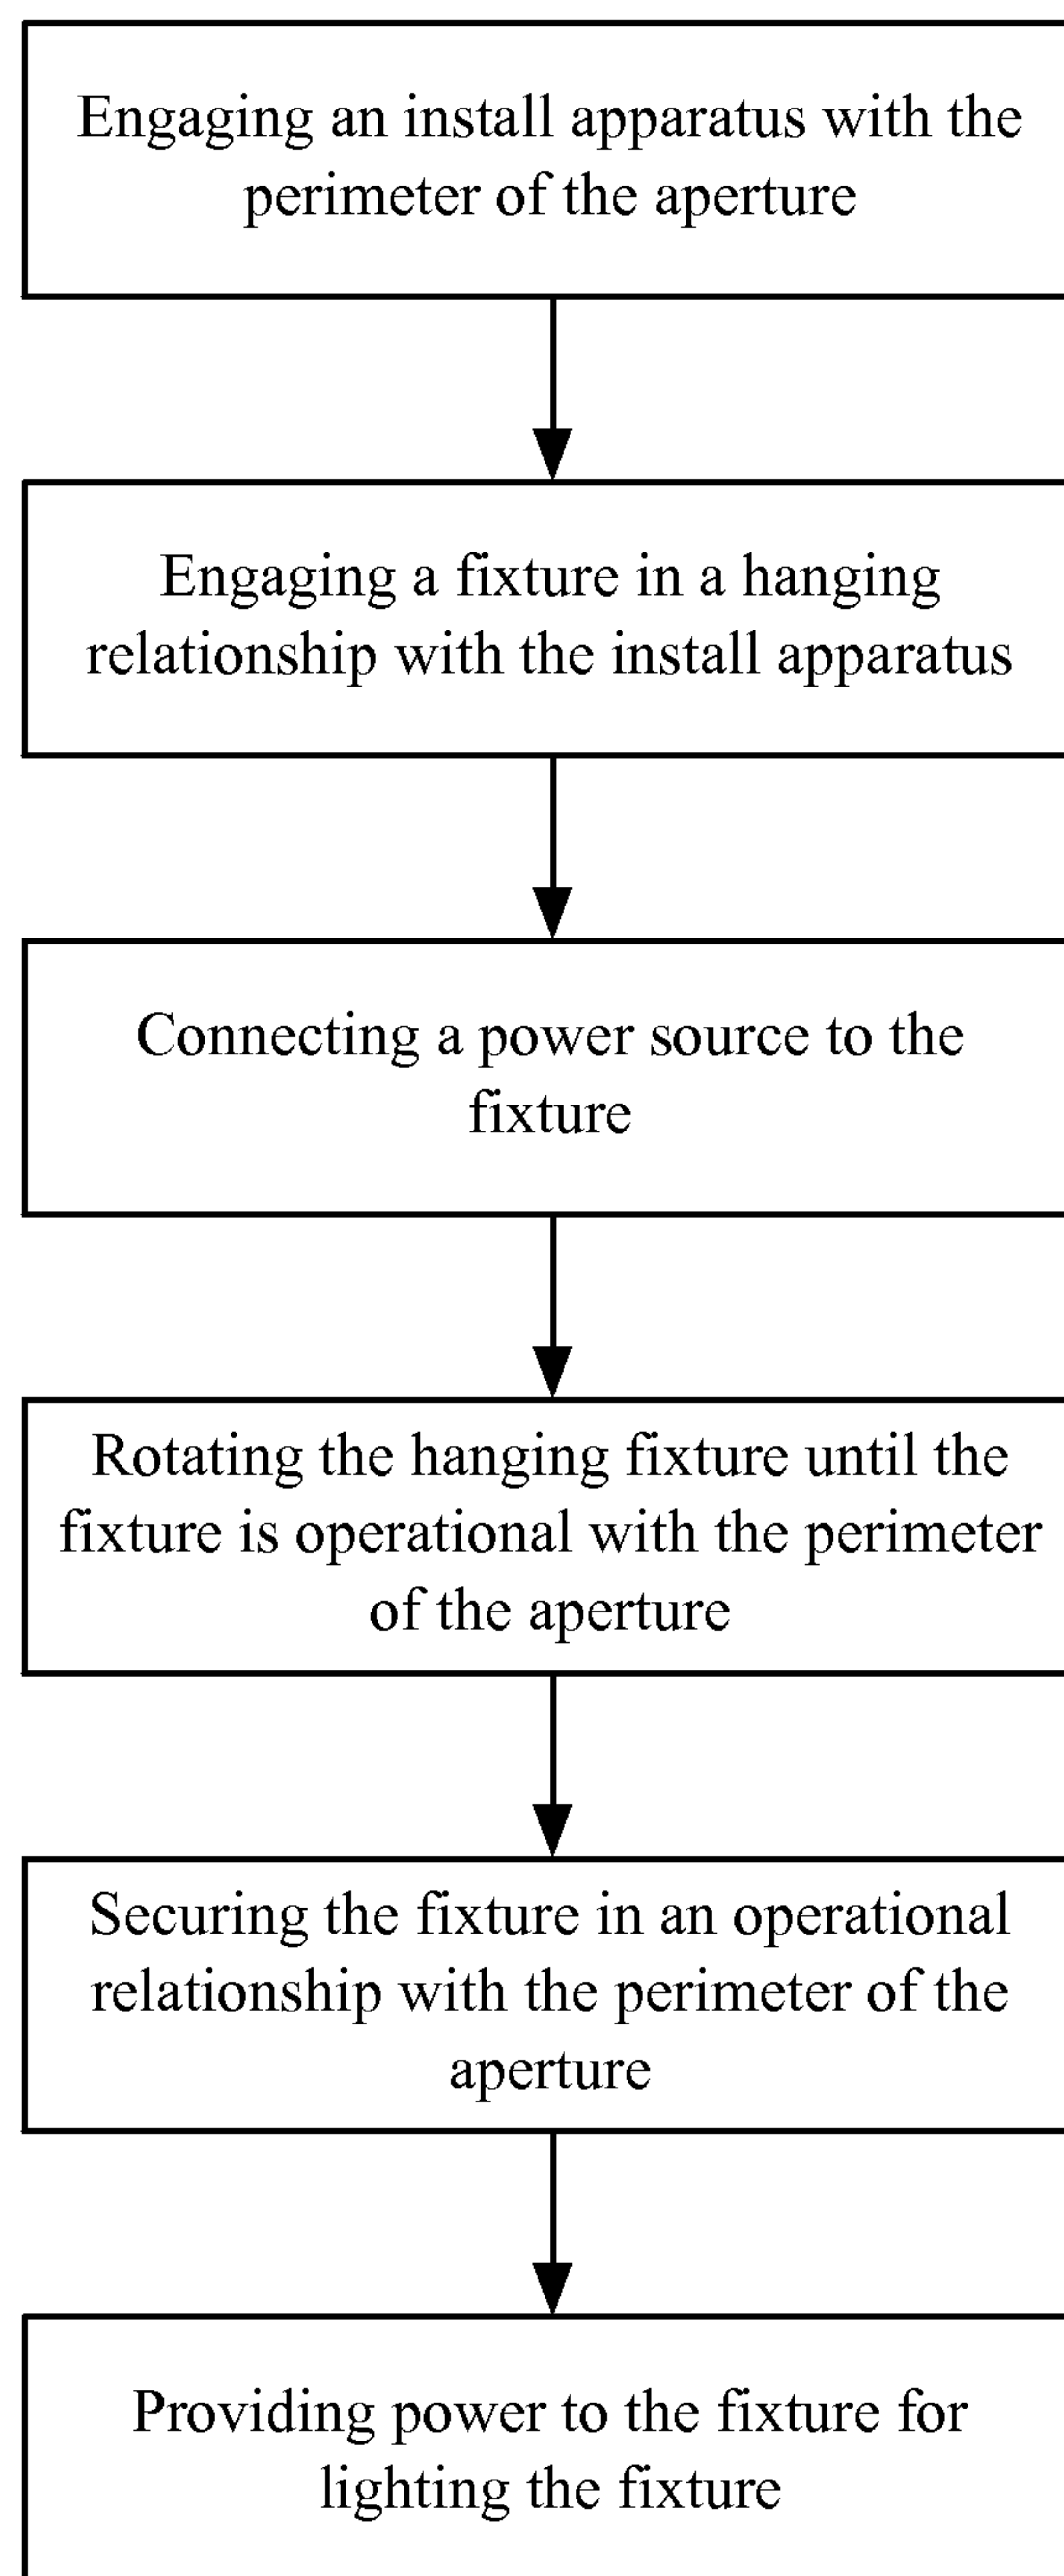 Engaging an install apparatus with the
perimeter of the aperture
Engaging a fixture in a hanging
relationship with the install apparatus
Connecting a power source to the
fixture
Rotating the hanging fixture until the
fixture is operational with the perimeter
of the aperture
Securing the fixture in an operational
relationship with the perimeter of the
aperture
Providing power to the fixture for
lighting the fixture